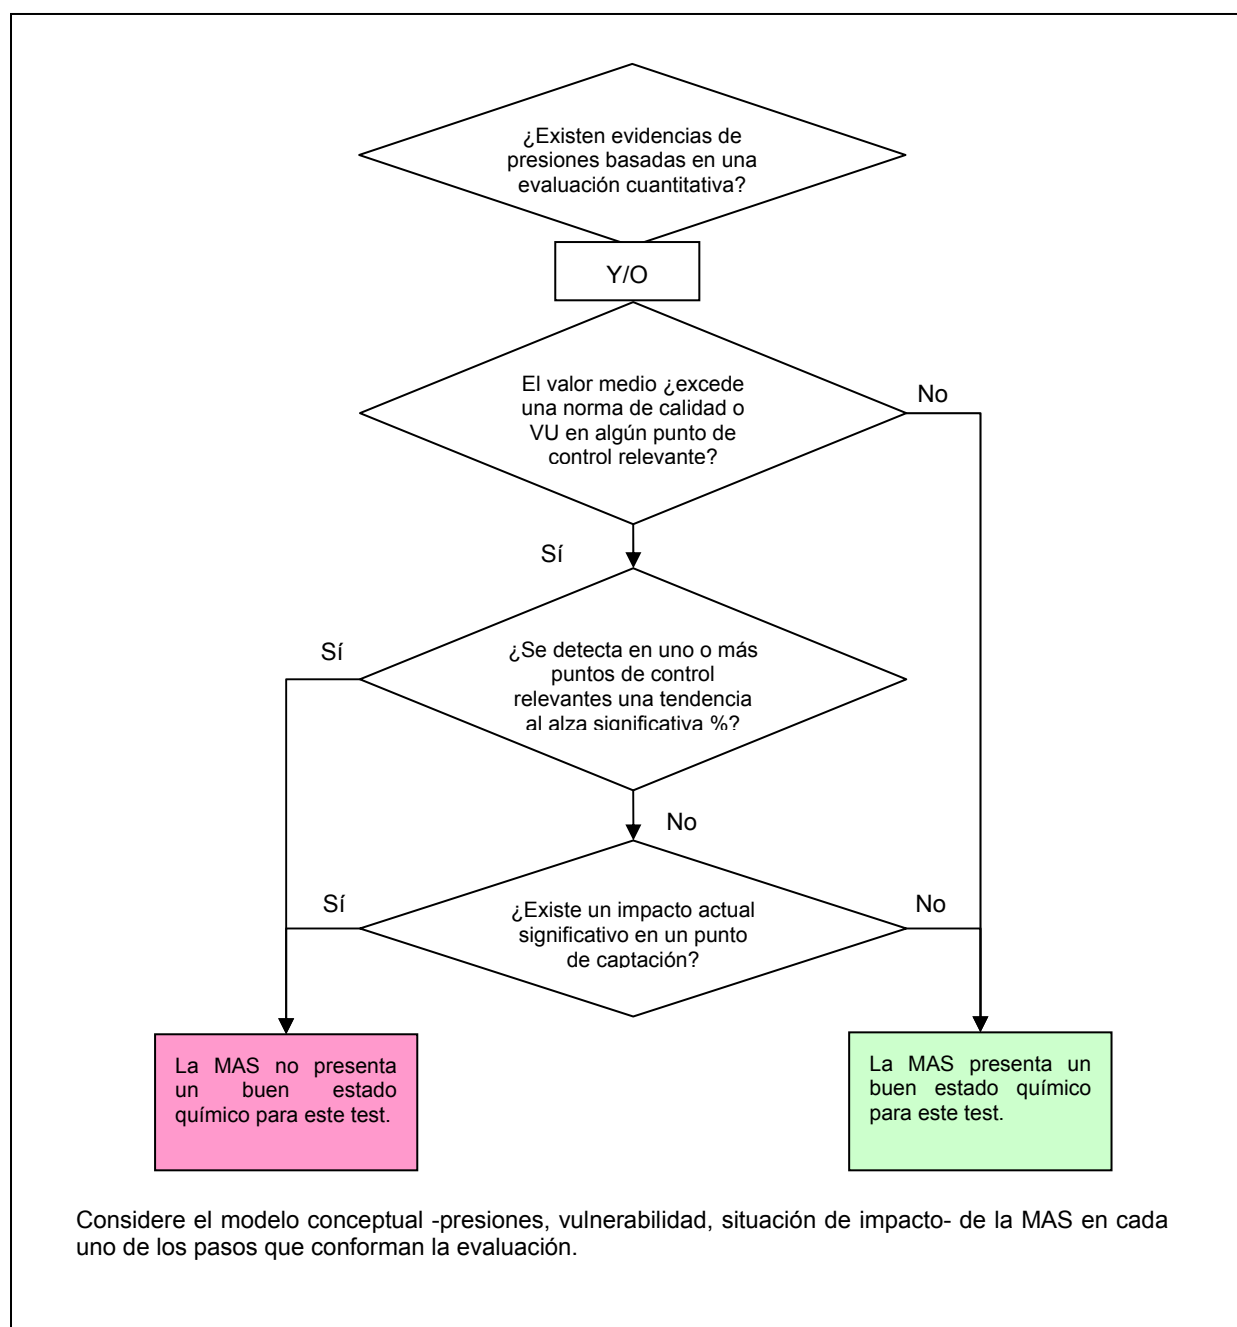 ¿Existen evidencias de
presiones basadas en una
evaluación cuantitativa?
Y/O
El valor medio ¿excede
una norma de calidad o
VU en algún punto de
control relevante?
No
Sí
Sí
¿Se detecta en uno o más
puntos de control
relevantes una tendencia
al alza significativa %?
No
Sí
¿Existe un impacto actual
significativo en un punto
de captación?
No
La MAS no presenta
un buen estado
químico para este test.
La MAS presenta un
buen estado químico
para este test.
Considere el modelo conceptual -presiones, vulnerabilidad, situación de impacto- de la MAS en cada
uno de los pasos que conforman la evaluación.